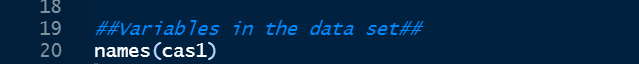 18
19 ##Variables in the data set##
20 names(cas1)